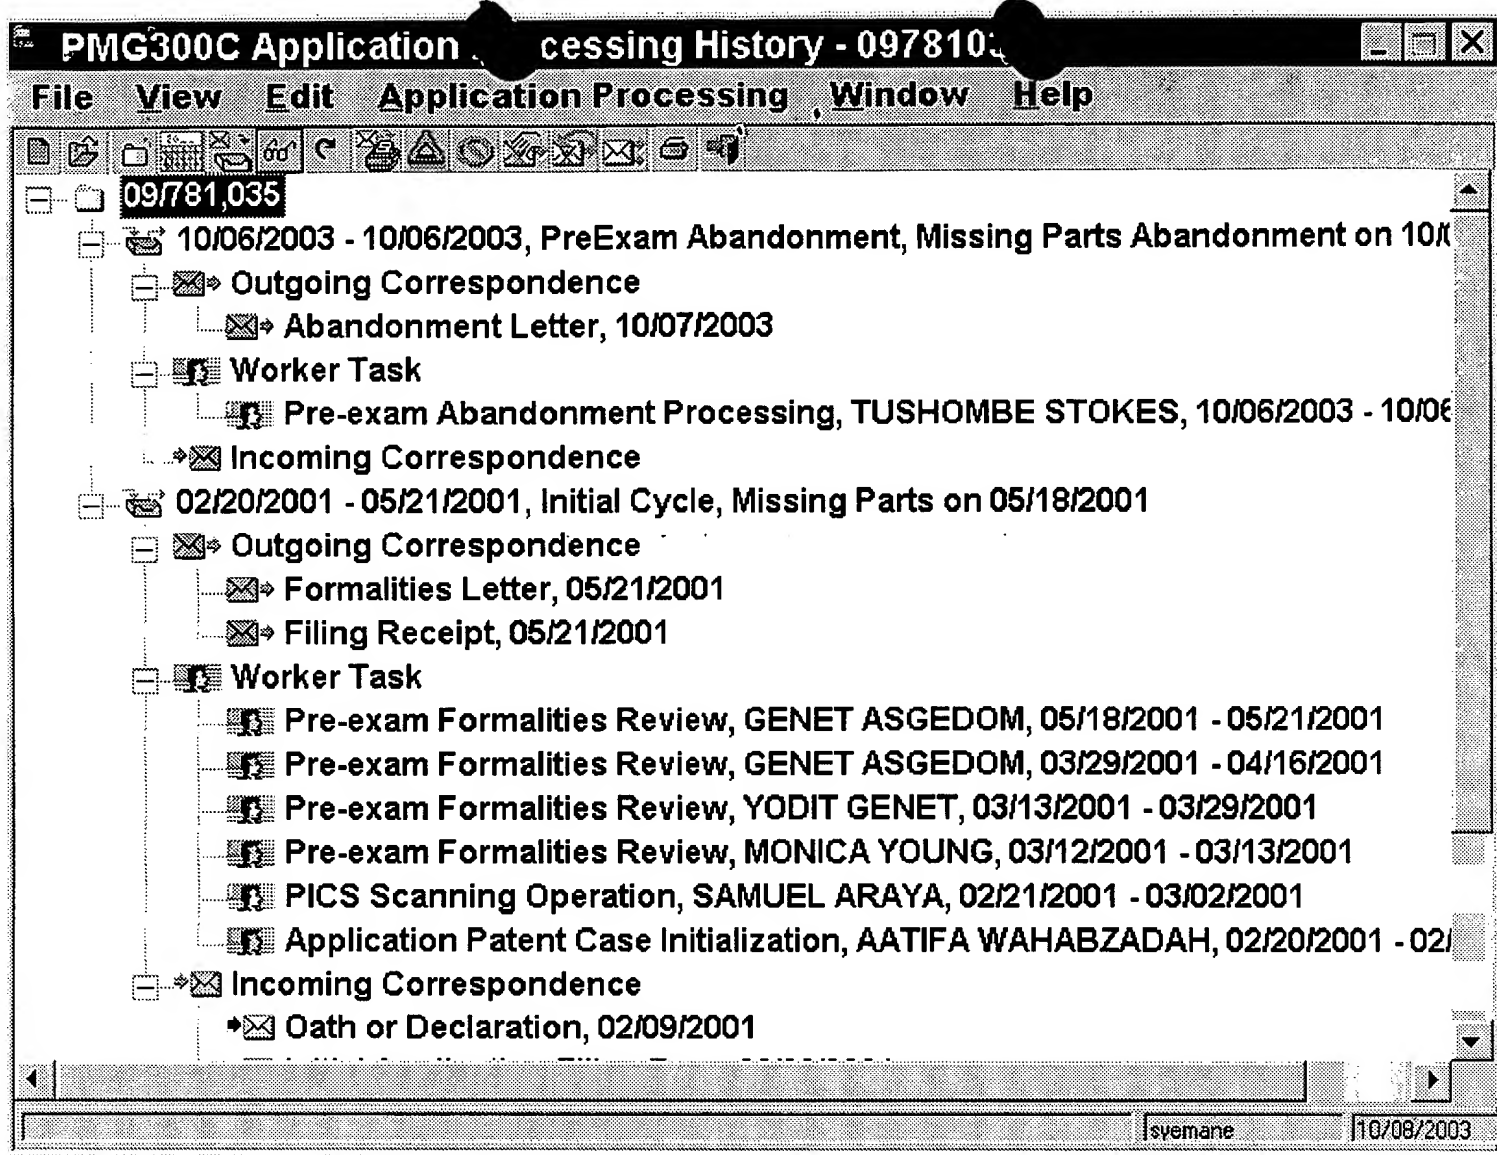 PMG300C Application cessing History - 0978103
File View Edit Application Processing Window Help
09/781,035
10/06/2003 - 10/06/2003, PreExam Abandonment, Missing Parts Abandonment on 10/0
Outgoing Correspondence
Abandonment Letter, 10/07/2003
Worker Task
Pre-exam Abandonment Processing, TUSHOMBE STOKES, 10/06/2003 - 10/06
Incoming Correspondence
02/20/2001 - 05/21/2001, Initial Cycle, Missing Parts on 05/18/2001
Outgoing Correspondence
Formalities Letter, 05/21/2001
Filing Receipt, 05/21/2001
Worker Task
Pre-exam Formalities Review, GENET ASGEDOM, 05/18/2001 - 05/21/2001
Pre-exam Formalities Review, GENET ASGEDOM, 03/29/2001 - 04/16/2001
Pre-exam Formalities Review, YODIT GENET, 03/13/2001 - 03/29/2001
Pre-exam Formalities Review, MONICA YOUNG, 03/12/2001 - 03/13/2001
PICS Scanning Operation, SAMUEL ARAYA, 02/21/2001 - 03/02/2001
Application Patent Case Initialization, AATIFA WAHABZADAH, 02/20/2001 - 02/
Incoming Correspondence
Oath or Declaration, 02/09/2001
syemane 10/08/2003